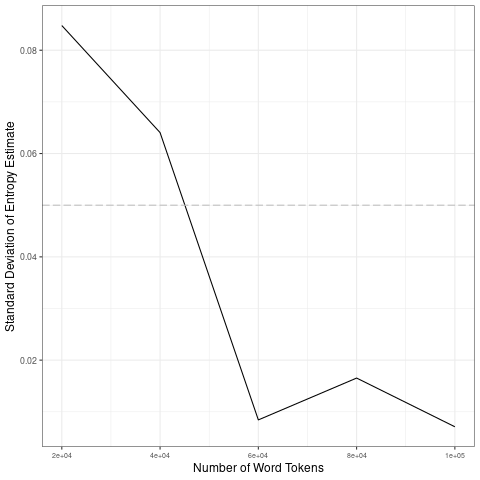 Standard Deviation of Entropy Estimate
0.08
0.06
0.04
0.02
2e+04 4e+04 6e+04 8e+04 1e+05
Number of Word Tokens